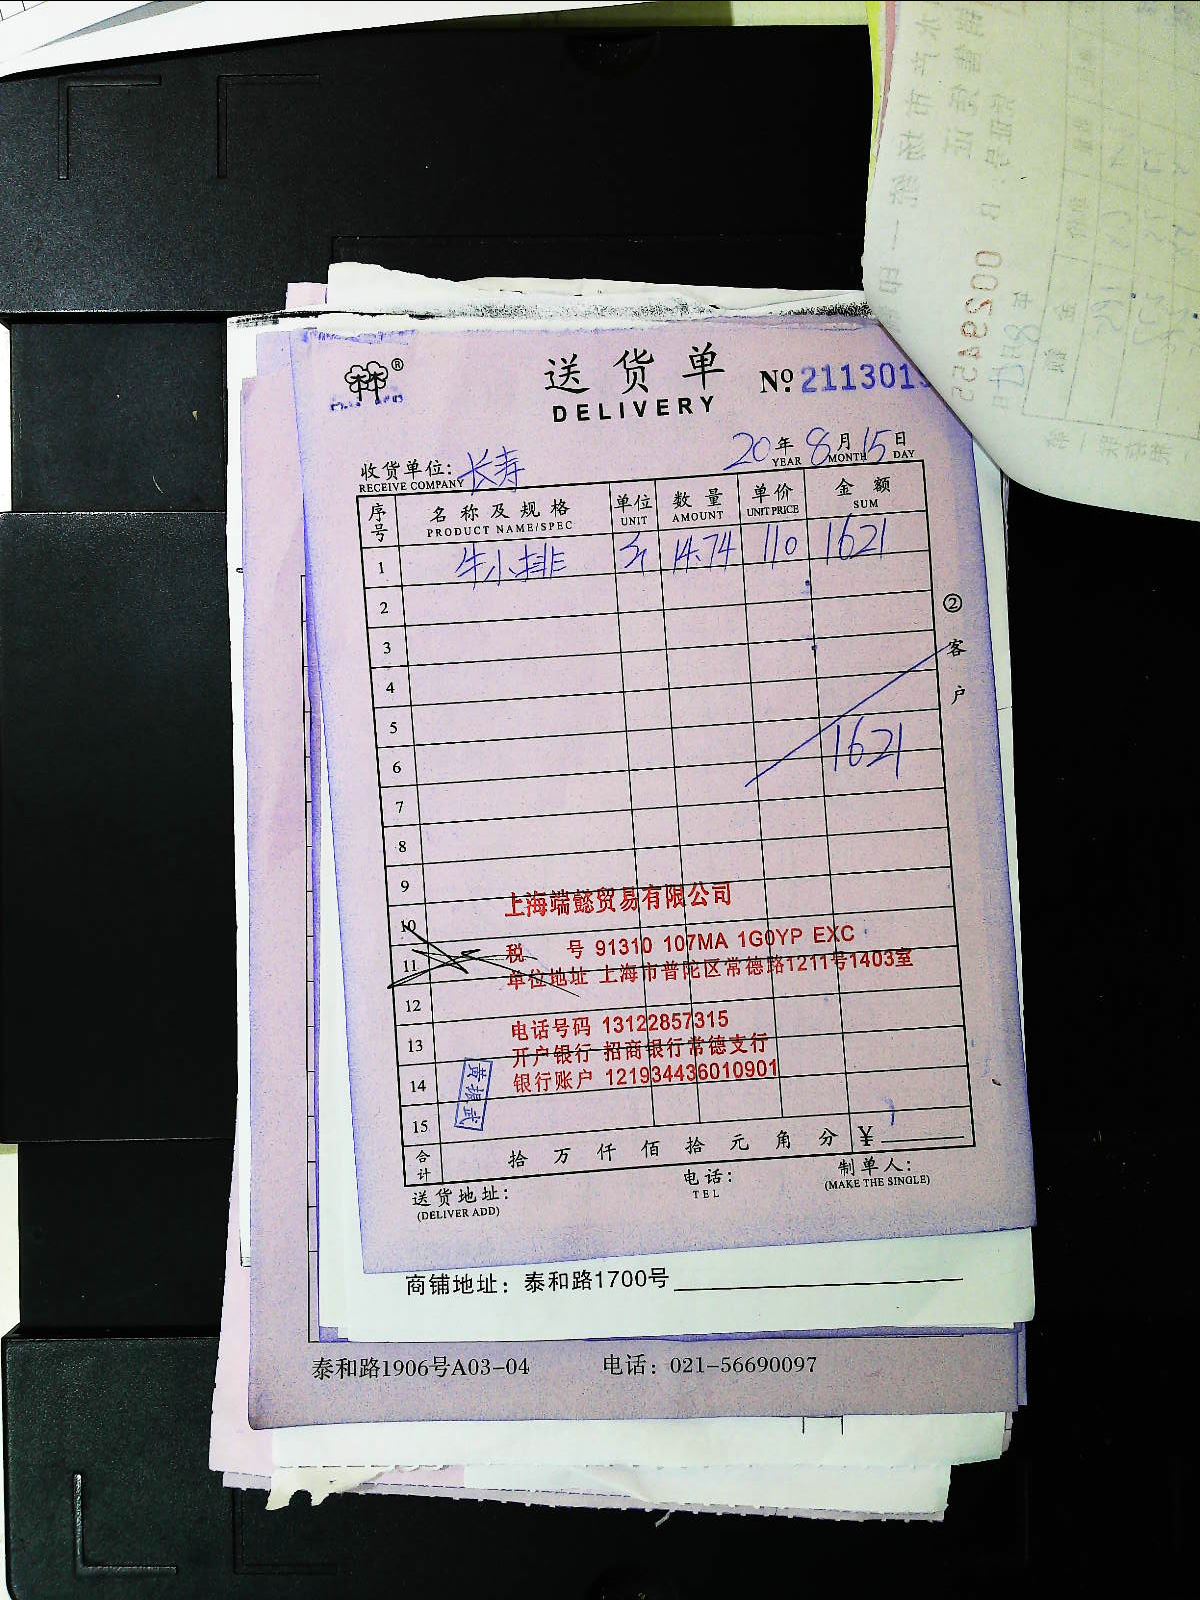 送货单
DELIVERY
№ 211301
20年8月15日
YEAR MONTH DAY
收货单位:长寿
RECEIVE COMPANY
序号 名称及规格 单位 数量 单价 金额
PRODUCT NAME/SPEC UNIT AMOUNT UNIT PRICE SUM
1 牛小排 14.74 110 1621
2
3
4
5
6 1621
7
8
9
10
11
12
13
14
15
上海端懿贸易有限公司
税 号 91310 107MA 1G0YP EXC
单位地址 上海市普陀区常德路1211号1403室
电话号码 13122857315
开户银行 招商银行常德支行
银行账户 121934436010901
黄振武
合计 拾 万 仟 佰 拾 元 角 分 ¥
送货地址: 电话: 制单人:
(DELIVER ADD) TEL (MAKE THE SINGLE)
②客户
商铺地址：泰和路1700号
泰和路1906号A03-04 电话：021-56690097
0029455